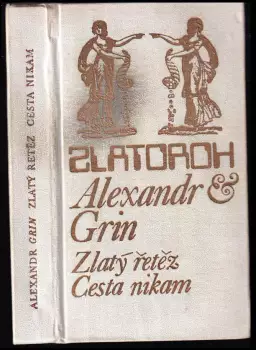 ALEXANDR GRIN ZLATÝ ŘETĚZ CESTA NIKAM
ZLATOROH
Alexandr &
Grin
Zlatý řetěz
Cesta nikam